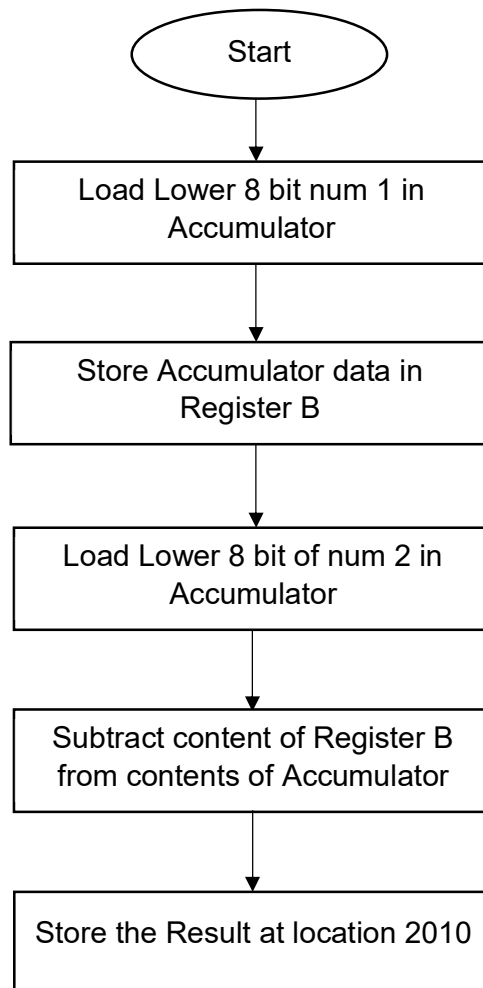 Start
Load Lower 8 bit num 1 in
Accumulator
Store Accumulator data in
Register B
Load Lower 8 bit of num 2 in
Accumulator
Subtract content of Register B
from contents of Accumulator
Store the Result at location 2010